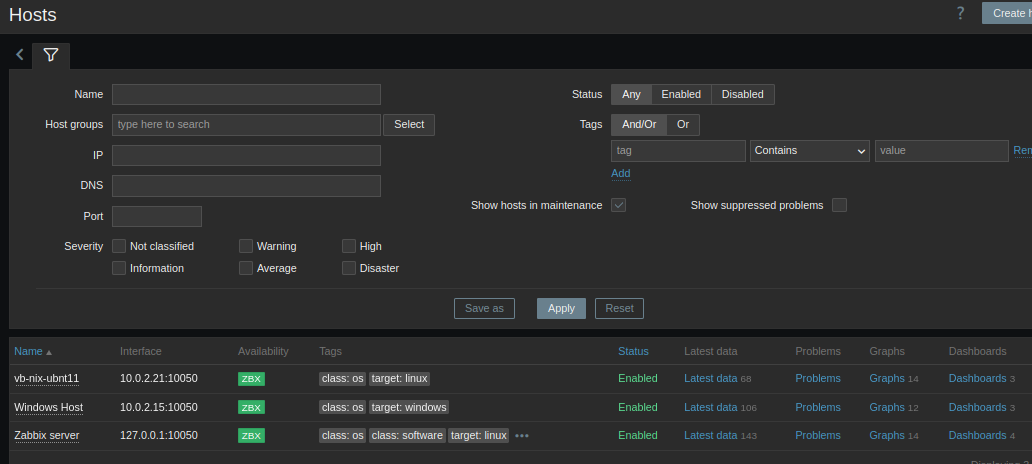 Hosts
? Create h
Name
Status Any Enabled Disabled
Host groups type here to search Select
Tags And/Or Or
IP
tag Contains value Rem
Add
DNS
Port
Show hosts in maintenance Show suppressed problems
Severity Not classified Warning High
Information Average Disaster
Save as Apply Reset
Name Interface Availability Tags Status Latest data Problems Graphs Dashboards
vb-nix-ubnt11 10.0.2.21:10050 ZBX class: os target: linux Enabled Latest data 68 Problems Graphs 14 Dashboards 3
Windows Host 10.0.2.15:10050 ZBX class: os target: windows Enabled Latest data 106 Problems Graphs 12 Dashboards 3
Zabbix server 127.0.0.1:10050 ZBX class: os class: software target: linux ••• Enabled Latest data 143 Problems Graphs 14 Dashboards 4